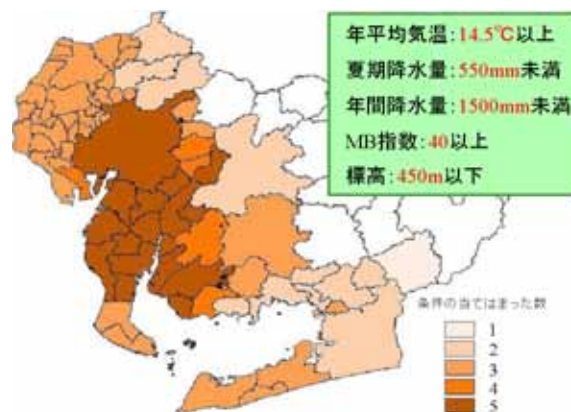 年平均気温：14.5℃以上
夏期降水量：550mm未満
年間降水量：1500mm未満
MB指数：40以上
標高：450m以下
条件の当てはまった数
1
2
3
4
5